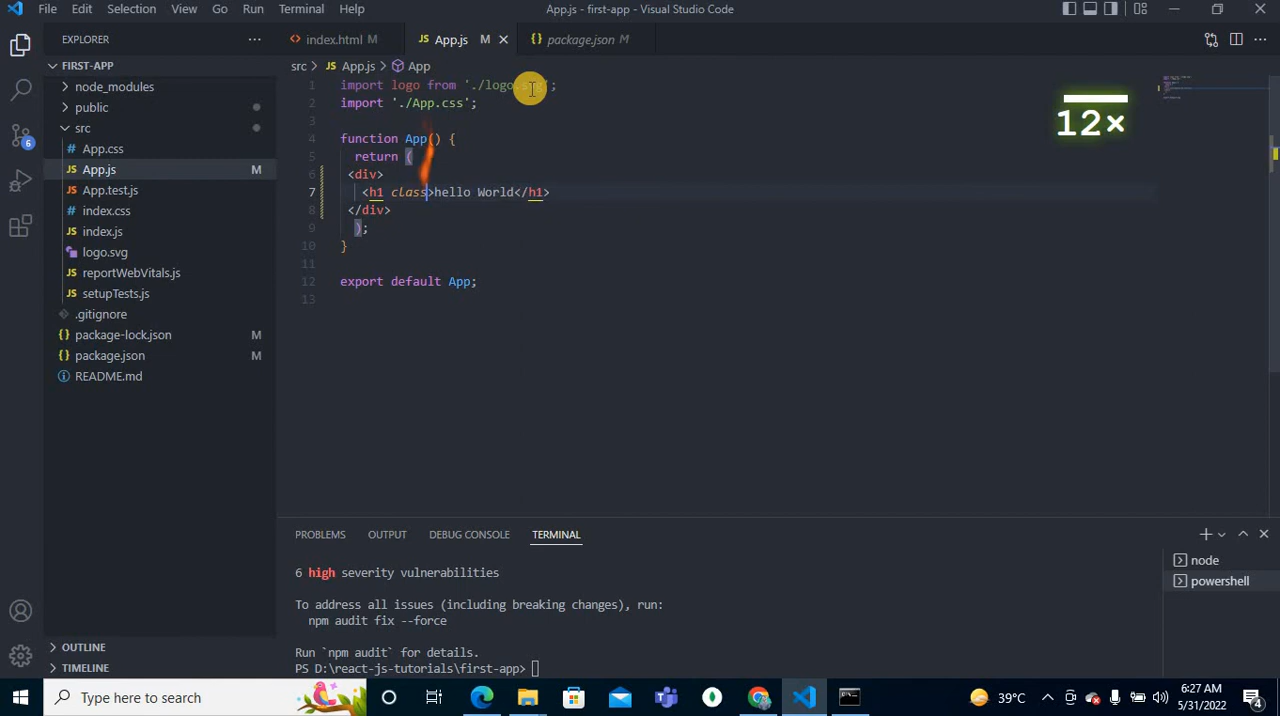 File Edit Selection View Go Run Terminal Help App.js - first-app - Visual Studio Code
EXPLORER
FIRST-APP
node_modules
public
src
App.css
App.js M
App.test.js
index.css
index.js
logo.svg
reportWebVitals.js
setupTests.js
.gitignore
package-lock.json M
package.json M
README.md
OUTLINE
TIMELINE
6
index.html M App.js M package.json M
src > App.js > App
1 import logo from './logo.svg';
2 import './App.css';
3
4 function App() {
5 return (
6 <div>
7 <h1 class>hello World</h1>
8 </div>
9 );
10 }
11
12 export default App;
13
12×
PROBLEMS OUTPUT DEBUG CONSOLE TERMINAL
6 high severity vulnerabilities
To address all issues (including breaking changes), run:
npm audit fix --force
Run `npm audit` for details.
PS D:\react-js-tutorials\first-app>
node
powershell
Type here to search
39°C
6:27 AM
5/31/2022
4